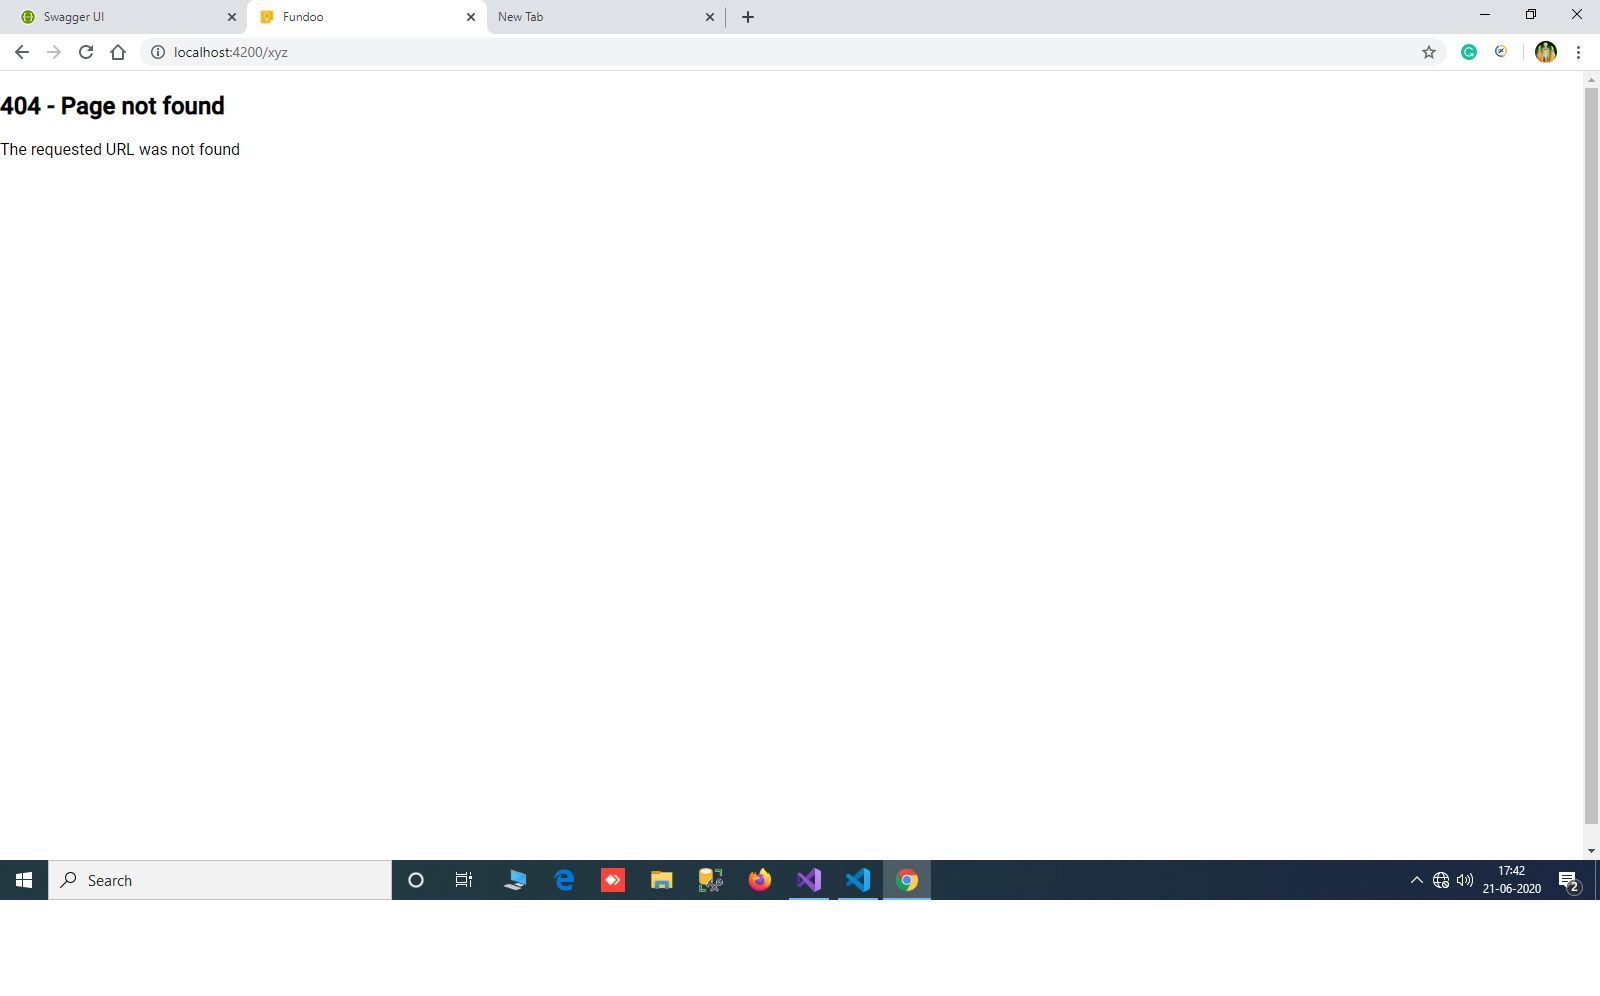 Swagger UI
Fundoo
New Tab
localhost:4200/xyz
404 - Page not found
The requested URL was not found
Search
17:42
21-06-2020
2